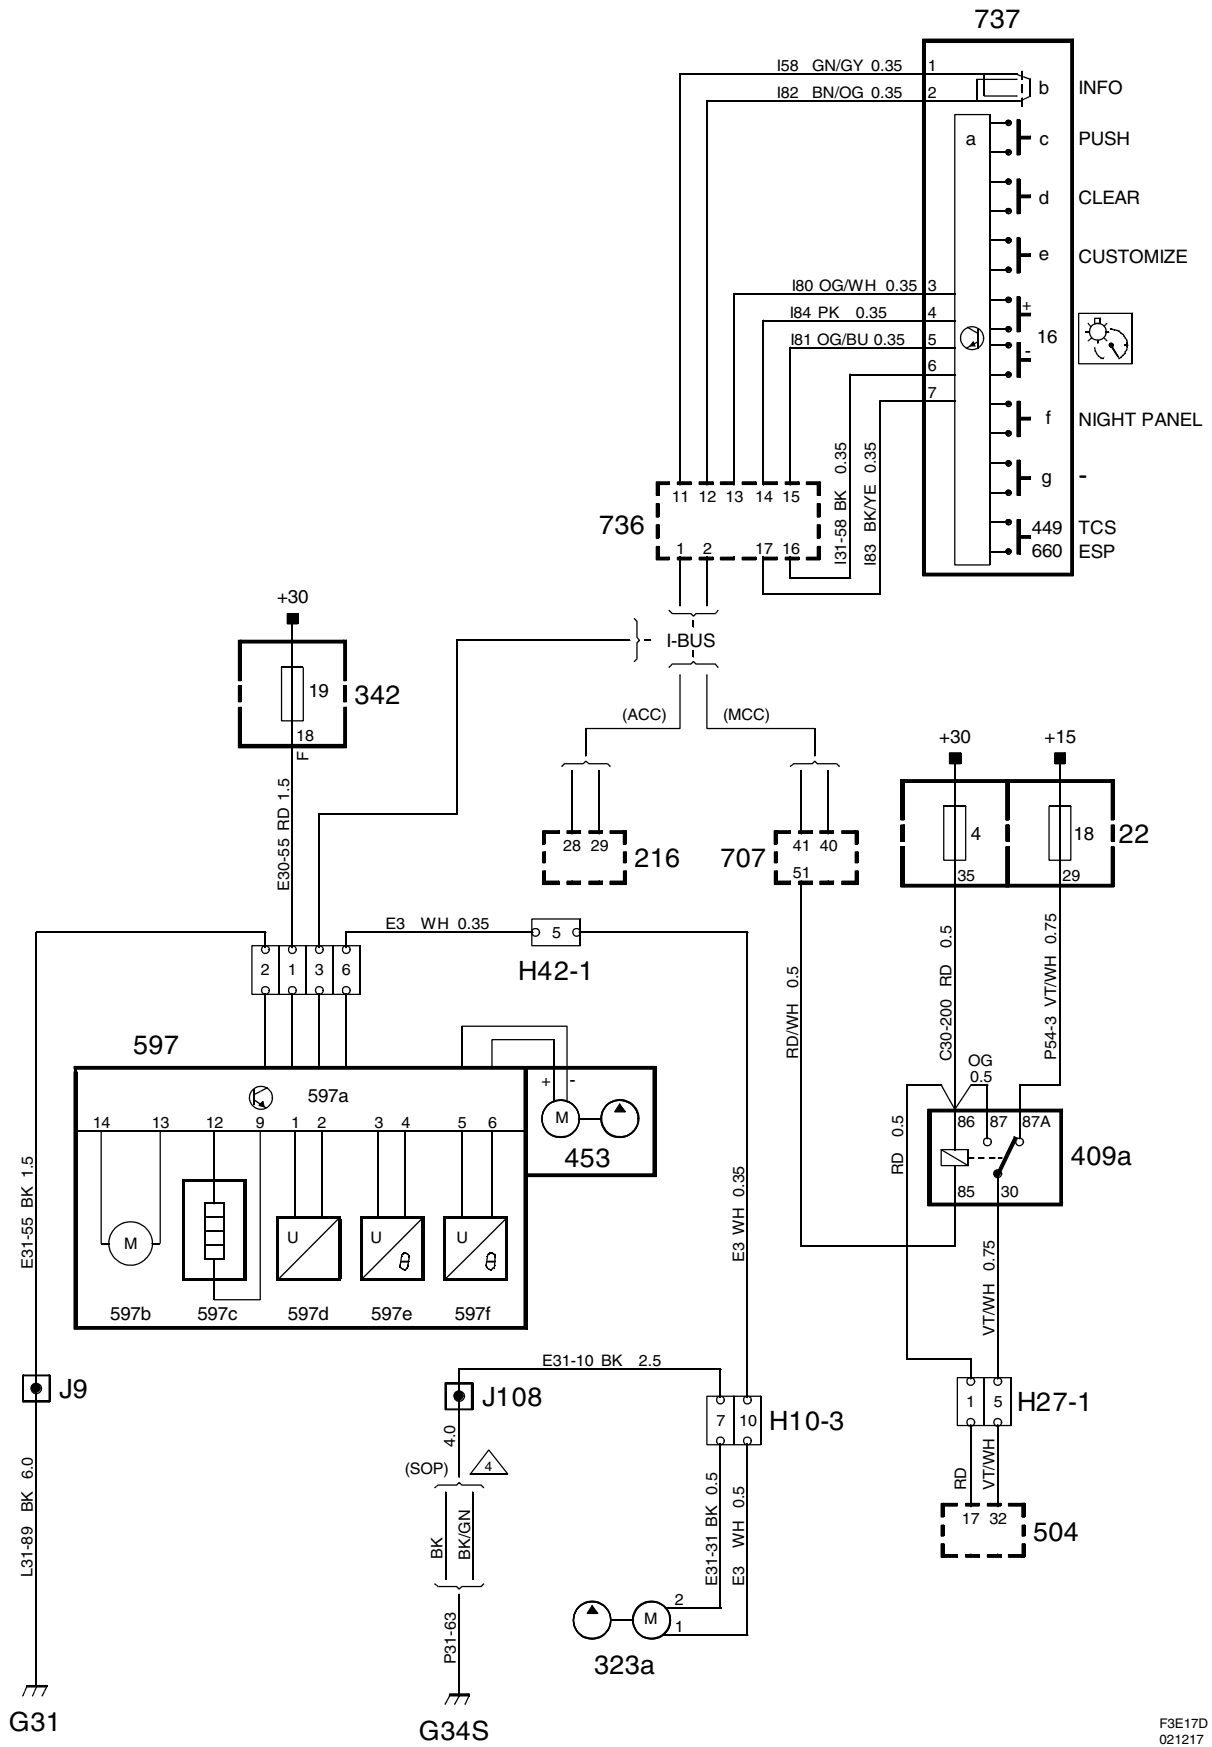 737
I58 GN/GY 0.35 1
b INFO
I82 BN/OG 0.35 2
a
c PUSH
d CLEAR
e CUSTOMIZE
I80 OG/WH 0.35 3
+
I84 PK 0.35 4
16
I81 OG/BU 0.35 5
-
6
7
f NIGHT PANEL
g -
449 TCS
660 ESP
I31-58 BK 0.35
I83 BK/YE 0.35
11 12 13 14 15
736
1 2 17 16
I-BUS
+30
19
342
18
F
E30-55 RD 1.5
(ACC) (MCC)
28 29
216
41 40
707
51
+30 +15
4 18
22
35 29
E3 WH 0.35
5
H42-1
2 1 3 6
RD/WH 0.5
C30-200 RD 0.5
P54-3 VT/WH 0.75
OG
0.5
RD 0.5
597
597a
+ -
M
453
14 13 12 9 1 2 3 4 5 6
86 87 87A
409a
85 30
M
U
U θ
U θ
597b 597c 597d 597e 597f
E31-55 BK 1.5
E3 WH 0.35
VT/WH 0.75
E31-10 BK 2.5
J9
J108
7 10
H10-3
1 5
H27-1
4.0
(SOP) 4
BK
BK/GN
P31-63
L31-89 BK 6.0
E31-31 BK 0.5
E3 WH 0.5
RD
VT/WH
17 32
504
2
M
1
323a
G31
G34S
F3E17D
021217